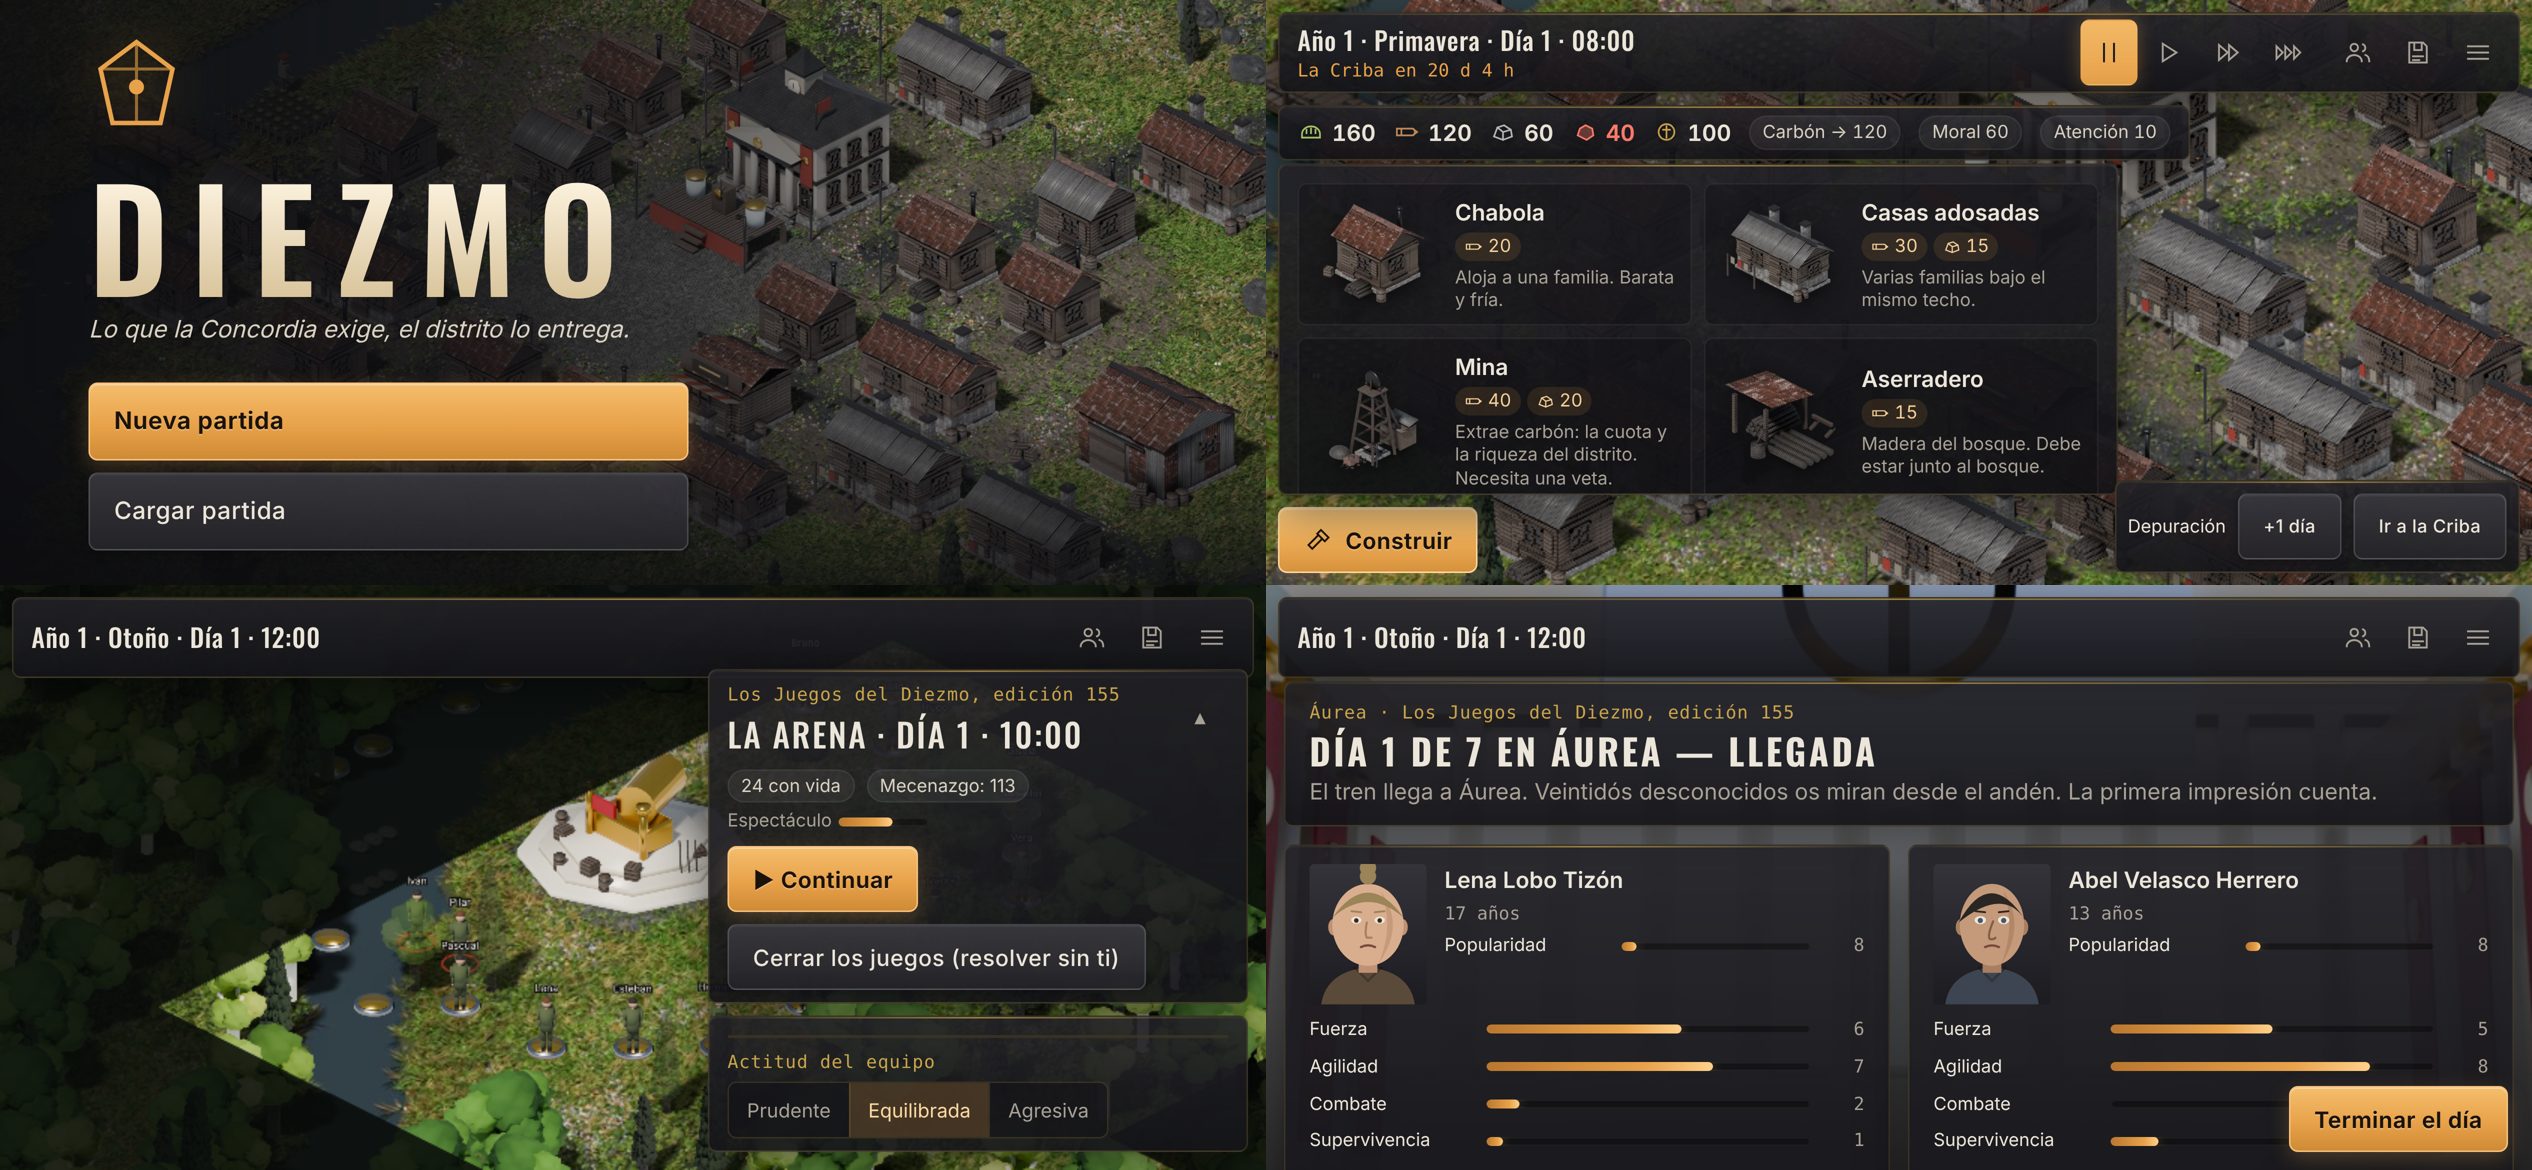 DIEZMO
Lo que la Concordia exige, el distrito lo entrega.
Nueva partida
Cargar partida
Año 1 · Primavera · Día 1 · 08:00
La Criba en 20 d 4 h
160 120 60 40 100 Carbón → 120 Moral 60 Atención 10
Chabola
20
Aloja a una familia. Barata
y fría.
Casas adosadas
30 15
Varias familias bajo el
mismo techo.
Mina
40 20
Extrae carbón: la cuota y
la riqueza del distrito.
Necesita una veta.
Aserradero
15
Madera del bosque. Debe
estar junto al bosque.
Construir
Depuración +1 día Ir a la Criba
Año 1 · Otoño · Día 1 · 12:00
Los Juegos del Diezmo, edición 155
LA ARENA · DÍA 1 · 10:00
24 con vida Mecenazgo: 113
Espectáculo
Continuar
Cerrar los juegos (resolver sin ti)
Actitud del equipo
Prudente Equilibrada Agresiva
Bruno
Vera
Iván
Pilar
Pascual
Lena
Esteban
Año 1 · Otoño · Día 1 · 12:00
Áurea · Los Juegos del Diezmo, edición 155
DÍA 1 DE 7 EN ÁUREA — LLEGADA
El tren llega a Áurea. Veintidós desconocidos os miran desde el andén. La primera impresión cuenta.
Lena Lobo Tizón
17 años
Popularidad 8
Fuerza 6
Agilidad 7
Combate 2
Supervivencia 1
Abel Velasco Herrero
13 años
Popularidad 8
Fuerza 5
Agilidad 8
Combate
Supervivencia
Terminar el día